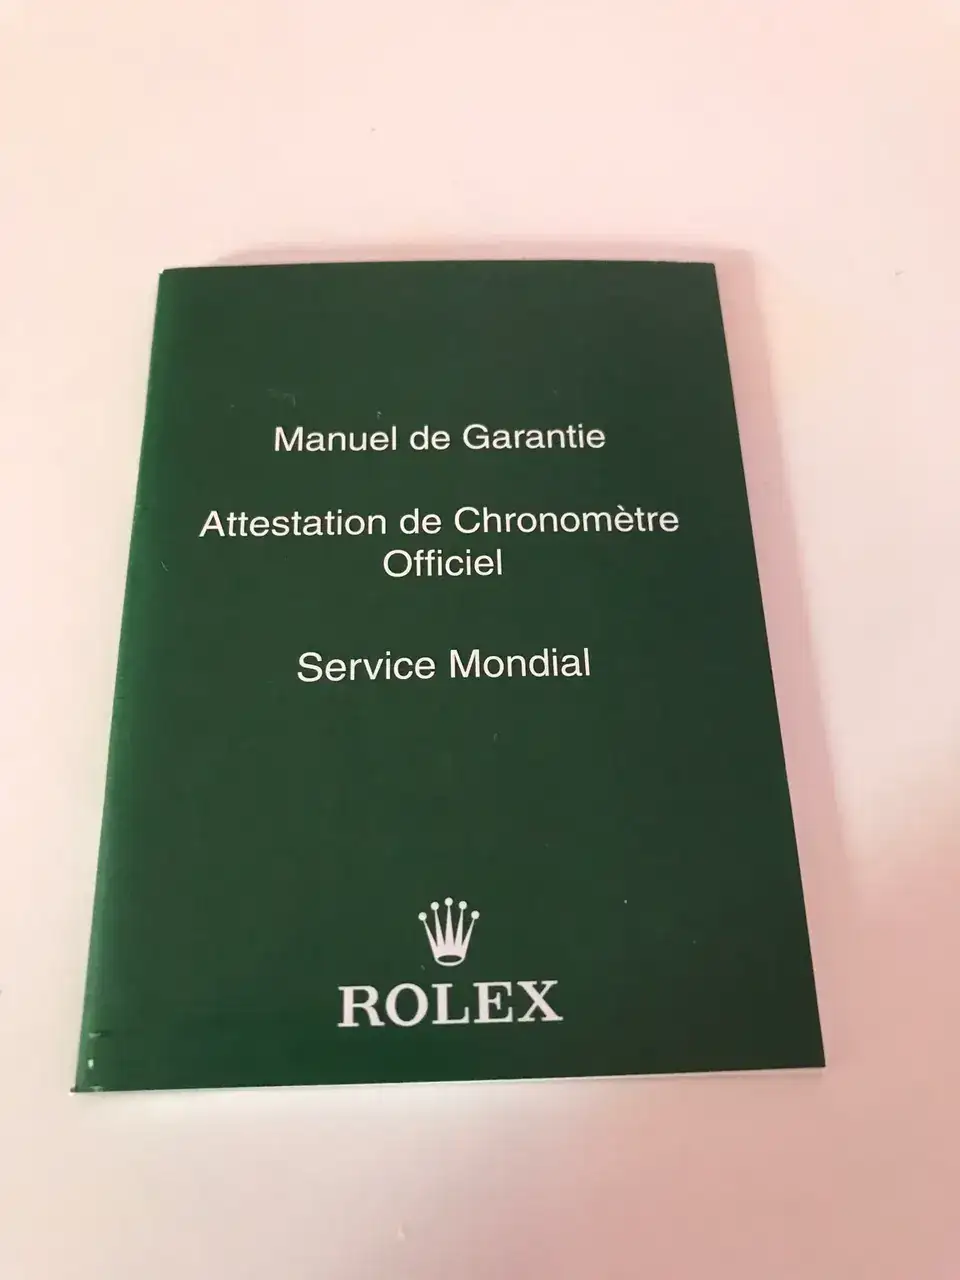 Manuel de Garantie
Attestation de Chronomètre
Officiel
Service Mondial
ROLEX